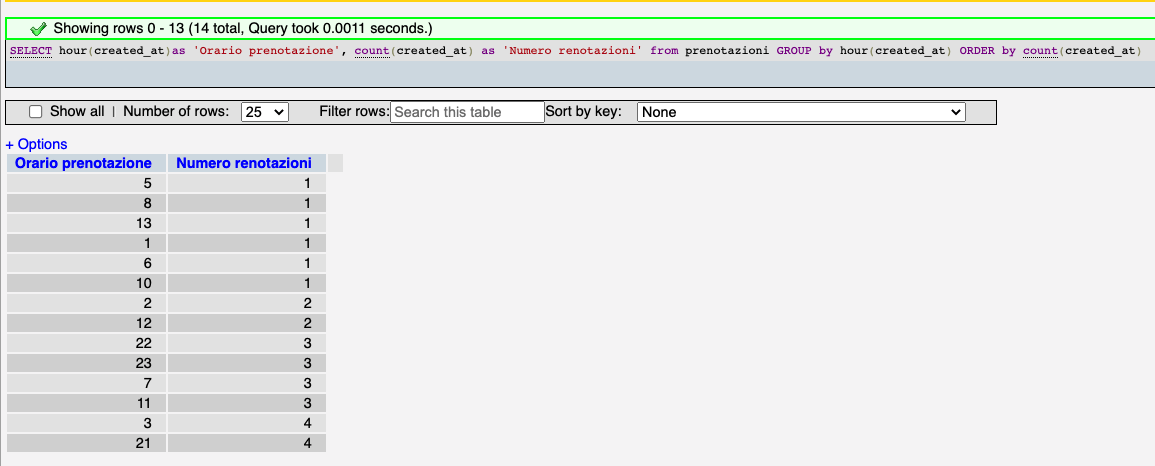 Showing rows 0 - 13 (14 total, Query took 0.0011 seconds.)
SELECT hour(created_at)as 'Orario prenotazione', count(created_at) as 'Numero renotazioni' from prenotazioni GROUP by hour(created_at) ORDER by count(created_at)
Show all | Number of rows: 25 Filter rows: Search this table Sort by key: None
+ Options
Orario prenotazione Numero renotazioni
5 1
8 1
13 1
1 1
6 1
10 1
2 2
12 2
22 3
23 3
7 3
11 3
3 4
21 4